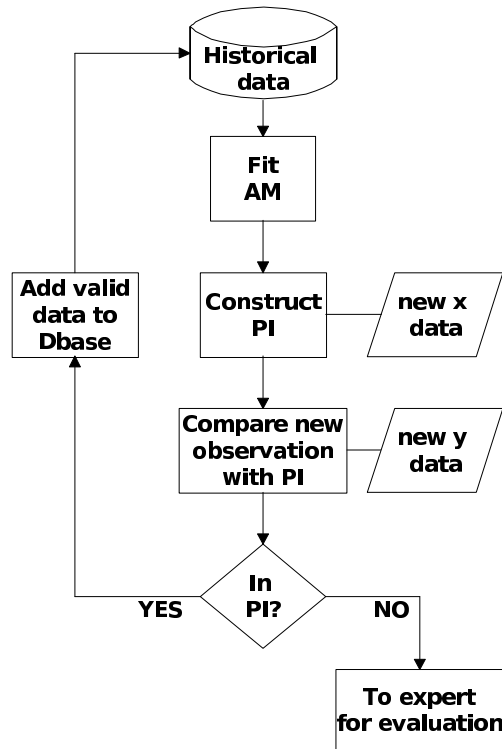 Historical
data
Fit
AM
Add valid
data to
Dbase
Construct
PI
new x
data
Compare new
observation
with PI
new y
data
In
PI?
YES
NO
To expert
for evaluation